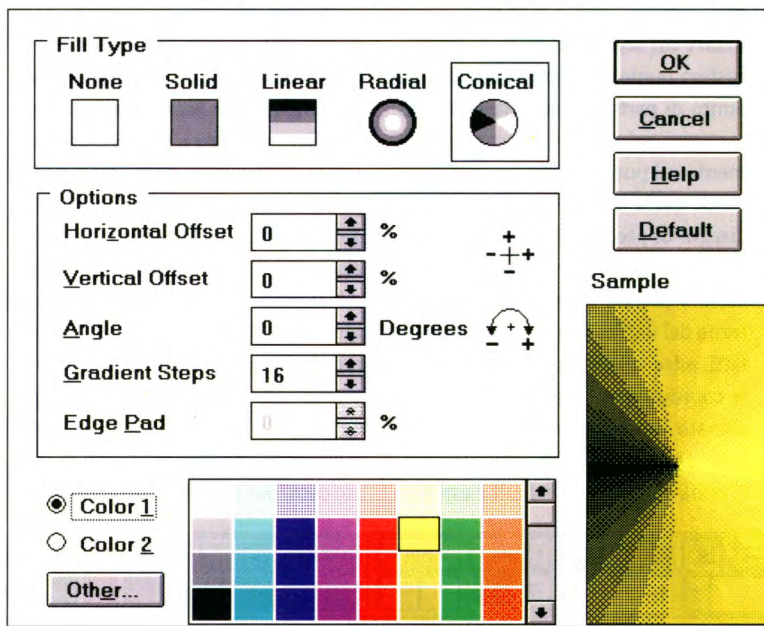 Fill Type
None Solid Linear Radial Conical
OK
Cancel
Help
Default
Options
Horizontal Offset 0 %
Vertical Offset 0 %
Angle 0 Degrees
Gradient Steps 16
Edge Pad 0 %
+
- +
-
+
- +
Sample
Color 1
Color 2
Other...